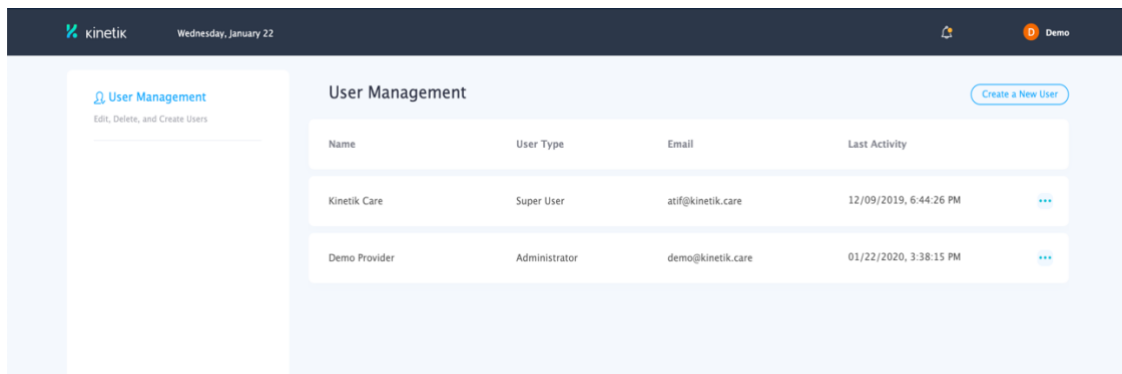 кinetiк Wednesday, January 22 D Demo
User Management
Edit, Delete, and Create Users
User Management Create a New User
Name User Type Email Last Activity
Kinetik Care Super User atif@kinetik.care 12/09/2019, 6:44:26 PM
Demo Provider Administrator demo@kinetik.care 01/22/2020, 3:38:15 PM